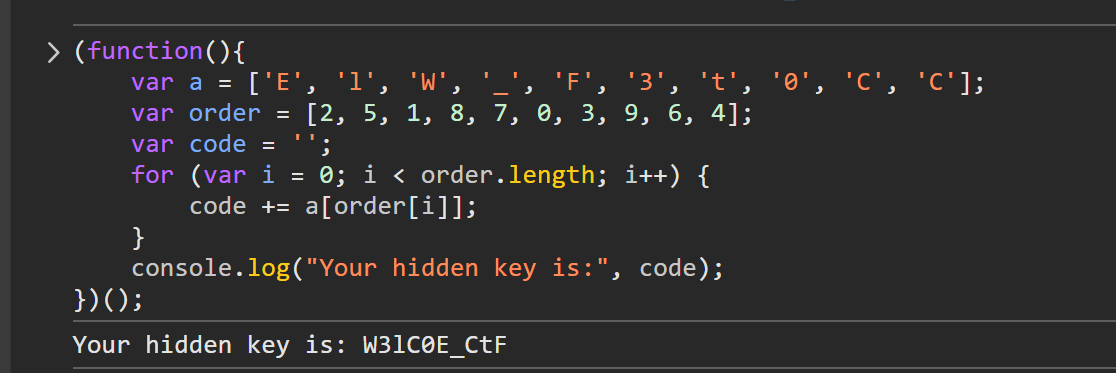 (function(){
    var a = ['E', 'l', 'W', '_', 'F', '3', 't', '0', 'C', 'C'];
    var order = [2, 5, 1, 8, 7, 0, 3, 9, 6, 4];
    var code = '';
    for (var i = 0; i < order.length; i++) {
        code += a[order[i]];
    }
    console.log("Your hidden key is:", code);
})();
Your hidden key is: W3lC0E_CtF